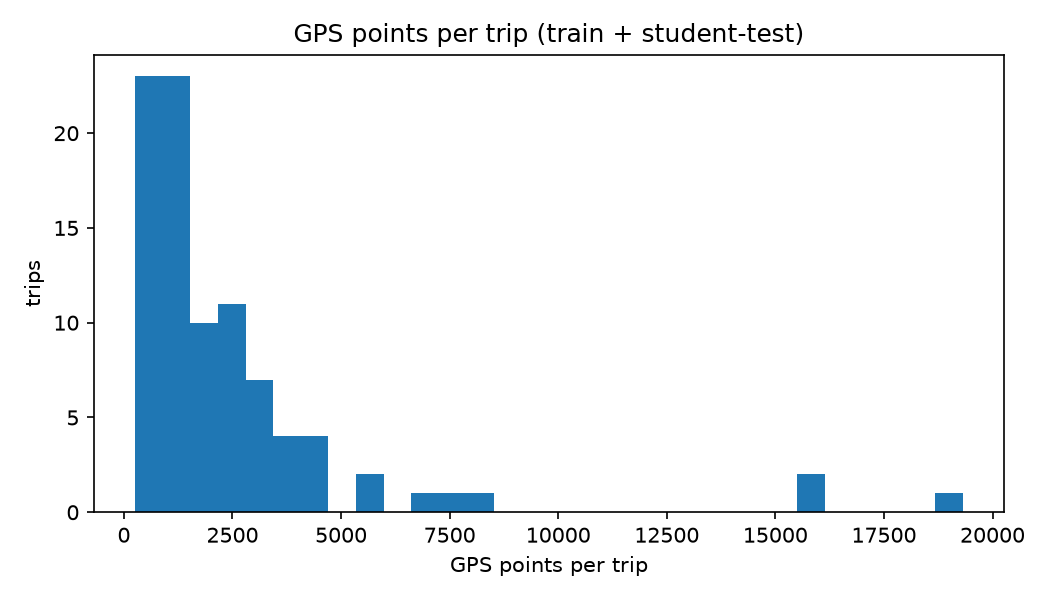 GPS points per trip (train + student-test)
20
15
10
5
0
trips
0 2500 5000 7500 10000 12500 15000 17500 20000
GPS points per trip